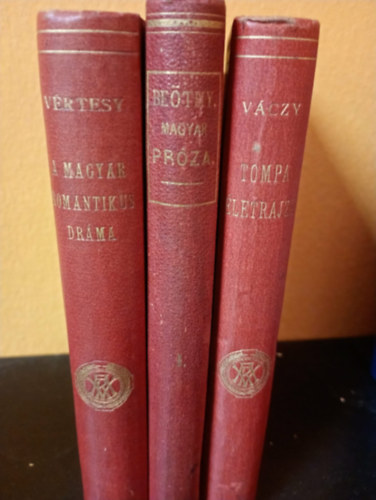 VÉRTESY
A MAGYAR
ROMANTIKUS
DRÁMA
BEÖTHY.
MAGYAR
PRÓZA.
VÁCZY
TOMPA
ÉLETRAJZ